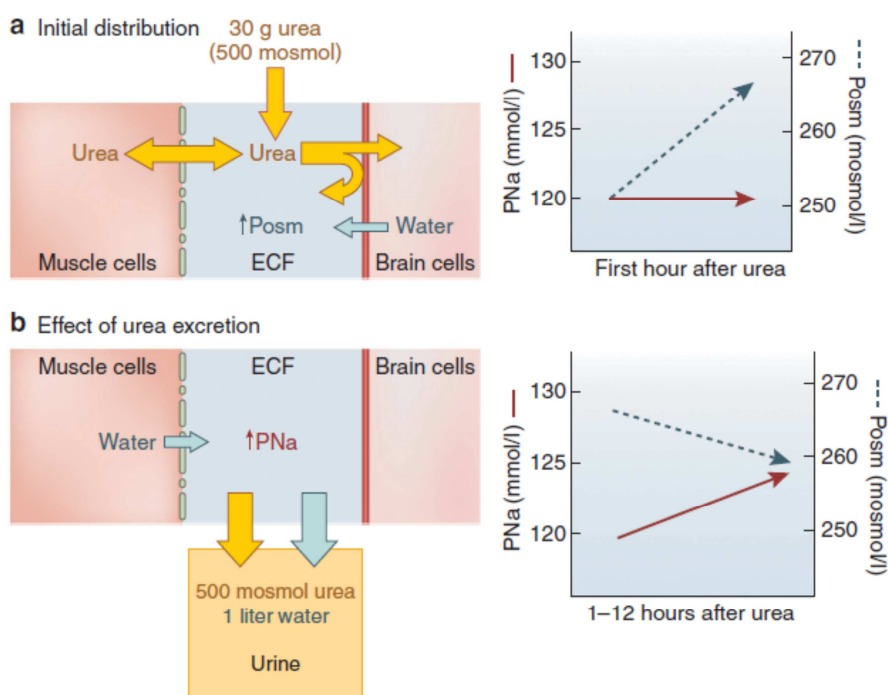 a Initial distribution
30 g urea
(500 mosmol)
Urea
Urea
↑Posm
Water
Muscle cells
ECF
Brain cells
PNa (mmol/l)
130
125
120
270
260
250
Posm (mosmol/l)
First hour after urea
b Effect of urea excretion
Muscle cells
ECF
Brain cells
Water
↑PNa
500 mosmol urea
1 liter water
Urine
PNa (mmol/l)
130
125
120
270
260
250
Posm (mosmol/l)
1–12 hours after urea